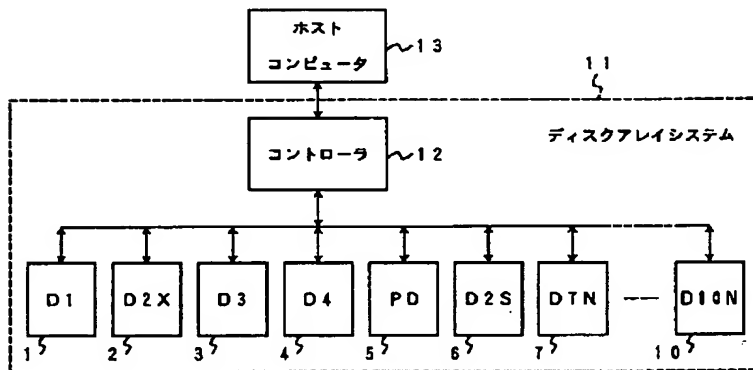 ホスト
コンピュータ
13
11
ディスクアレイシステム
コントローラ
12
D1
D2X
D3
D4
PD
D2S
D7N
D10N
1
2
3
4
5
6
7
10